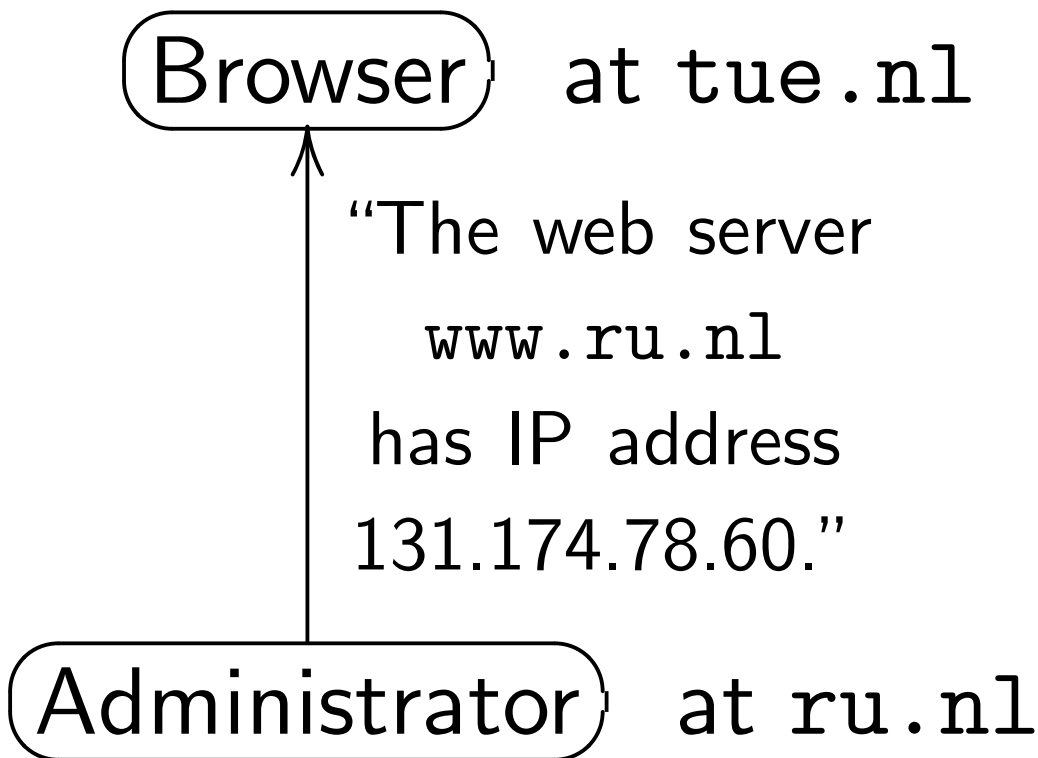 Browser at tue.nl
“The web server
www.ru.nl
has IP address
131.174.78.60.”
Administrator at ru.nl